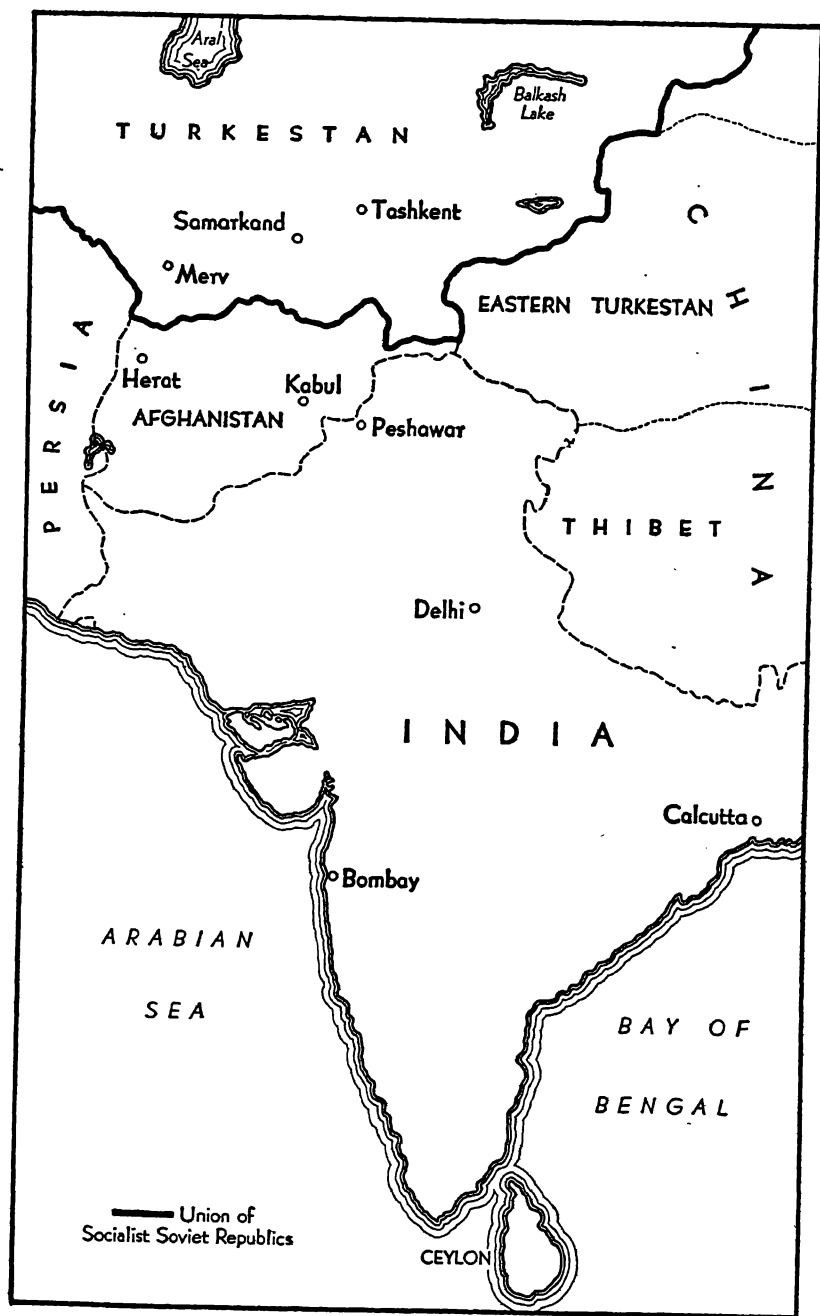 Aral
Sea
Balkash
Lake
TURKESTAN
Tashkent
Samarkand
Merv
CHINA
EASTERN TURKESTAN
PERSIA
Herat
Kabul
AFGHANISTAN
Peshawar
THIBET
Delhi
INDIA
Calcutta
Bombay
ARABIAN
SEA
BAY OF
BENGAL
Union of
Socialist Soviet Republics
CEYLON